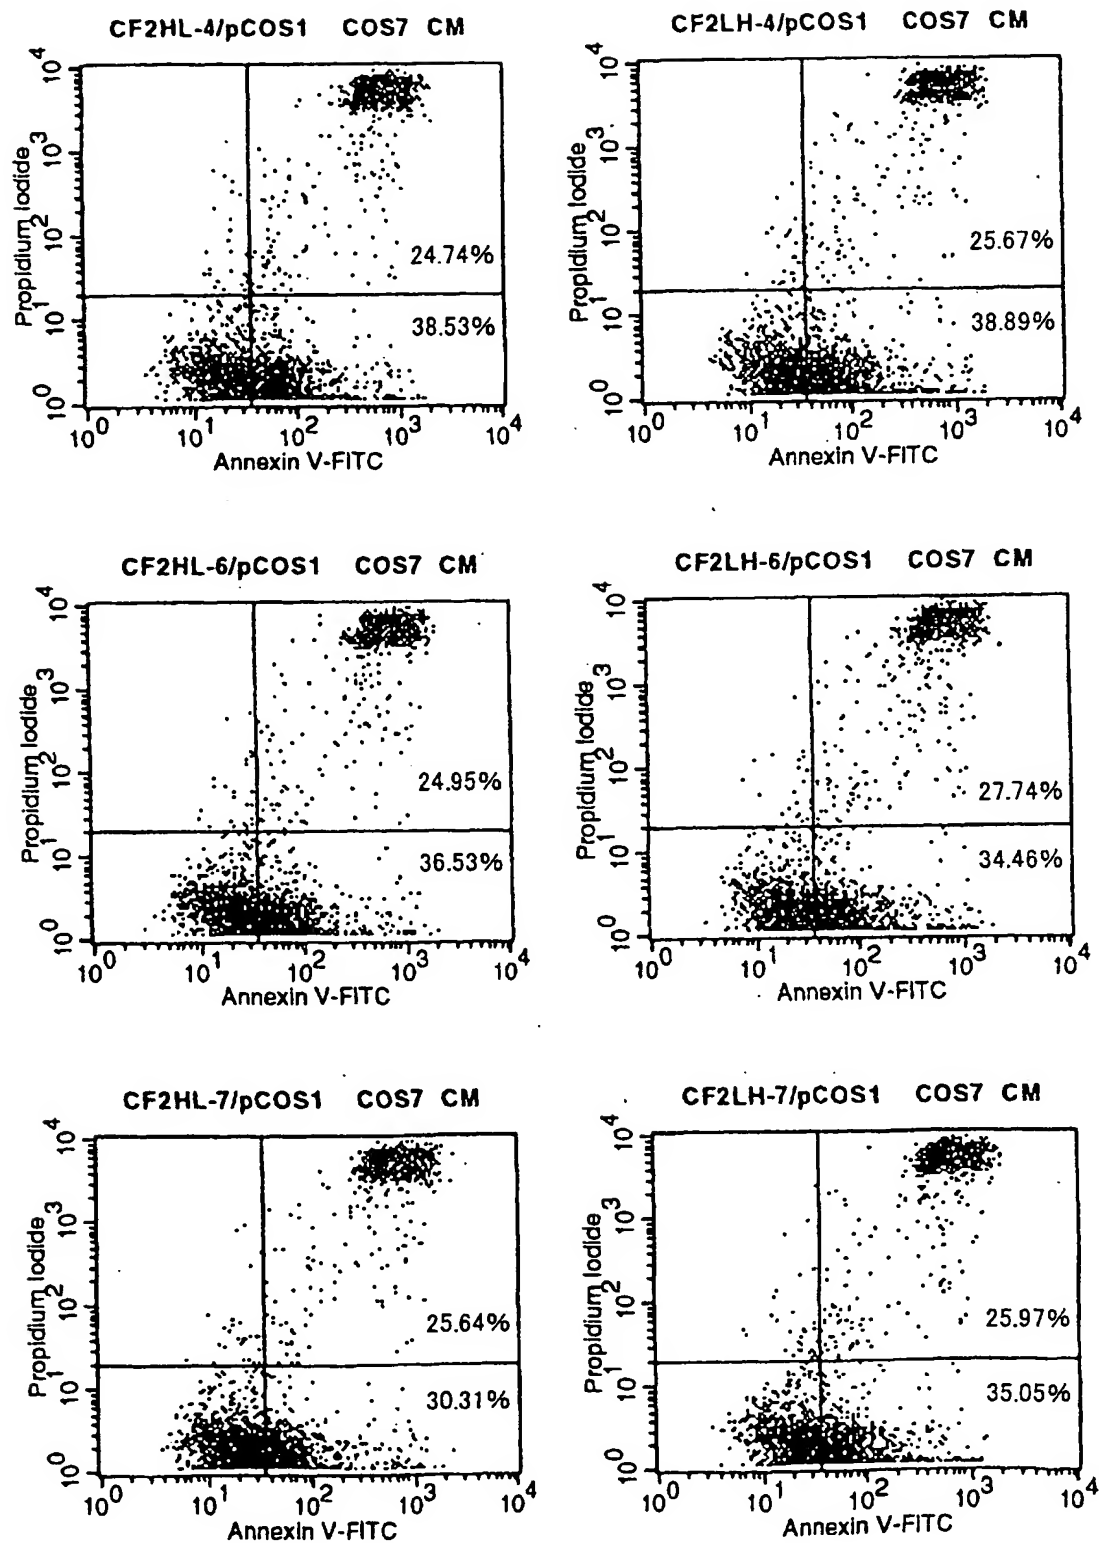 CF2HL-4/pCOS1 COS7 CM
Propidium Iodide
10^0 10^1 10^2 10^3 10^4
24.74%
38.53%
10^0 10^1 10^2 10^3 10^4
Annexin V-FITC
CF2LH-4/pCOS1 COS7 CM
Propidium Iodide
10^0 10^1 10^2 10^3 10^4
25.67%
38.89%
10^0 10^1 10^2 10^3 10^4
Annexin V-FITC
CF2HL-6/pCOS1 COS7 CM
Propidium Iodide
10^0 10^1 10^2 10^3 10^4
24.95%
36.53%
10^0 10^1 10^2 10^3 10^4
Annexin V-FITC
CF2LH-6/pCOS1 COS7 CM
Propidium Iodide
10^0 10^1 10^2 10^3 10^4
27.74%
34.46%
10^0 10^1 10^2 10^3 10^4
Annexin V-FITC
CF2HL-7/pCOS1 COS7 CM
Propidium Iodide
10^0 10^1 10^2 10^3 10^4
25.64%
30.31%
10^0 10^1 10^2 10^3 10^4
Annexin V-FITC
CF2LH-7/pCOS1 COS7 CM
Propidium Iodide
10^0 10^1 10^2 10^3 10^4
25.97%
35.05%
10^0 10^1 10^2 10^3 10^4
Annexin V-FITC